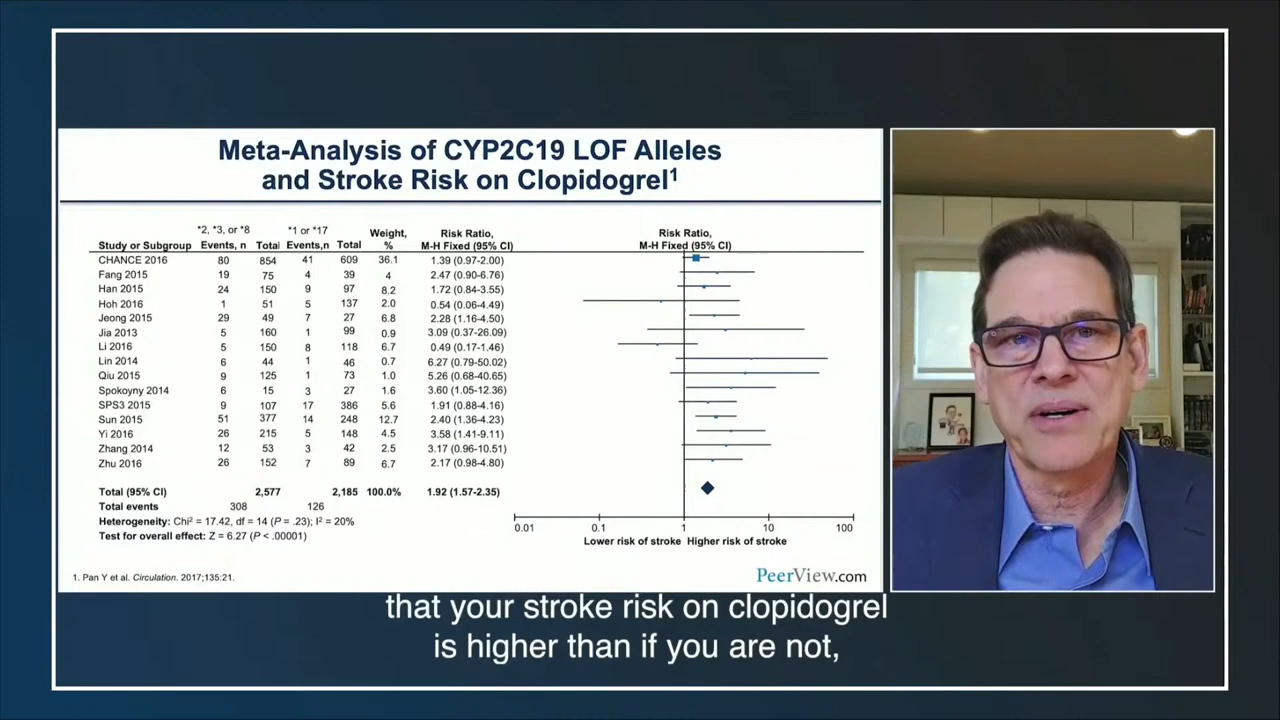 Meta-Analysis of CYP2C19 LOF Alleles
and Stroke Risk on Clopidogrel¹
*2, *3, or *8 *1 or *17 Weight, Risk Ratio, Risk Ratio,
Study or Subgroup Events, n Total Events,n Total % M-H Fixed (95% CI) M-H Fixed (95% CI)
CHANCE 2016 80 854 41 609 36.1 1.39 (0.97-2.00)
Fang 2015 19 75 4 39 4 2.47 (0.90-6.76)
Han 2015 24 150 9 97 8.2 1.72 (0.84-3.55)
Hoh 2016 1 51 5 137 2.0 0.54 (0.06-4.49)
Jeong 2015 29 49 7 27 6.8 2.28 (1.16-4.50)
Jia 2013 5 160 1 99 0.9 3.09 (0.37-26.09)
Li 2016 5 150 8 118 6.7 0.49 (0.17-1.46)
Lin 2014 6 44 1 46 0.7 6.27 (0.79-50.02)
Qiu 2015 9 125 1 73 1.0 5.26 (0.68-40.65)
Spokoyny 2014 6 15 3 27 1.6 3.60 (1.05-12.36)
SPS3 2015 9 107 17 386 5.6 1.91 (0.88-4.16)
Sun 2015 51 377 14 248 12.7 2.40 (1.36-4.23)
Yi 2016 26 215 5 148 4.5 3.58 (1.41-9.11)
Zhang 2014 12 53 3 42 2.5 3.17 (0.96-10.51)
Zhu 2016 26 152 7 89 6.7 2.17 (0.98-4.80)
Total (95% CI) 2,577 2,185 100.0% 1.92 (1.57-2.35)
Total events 308 126
Heterogeneity: Chi² = 17.42, df = 14 (P = .23); I² = 20%
Test for overall effect: Z = 6.27 (P < .00001)
0.01 0.1 1 10 100
Lower risk of stroke Higher risk of stroke
1. Pan Y et al. Circulation. 2017;135:21.
PeerView.com
that your stroke risk on clopidogrel
is higher than if you are not,